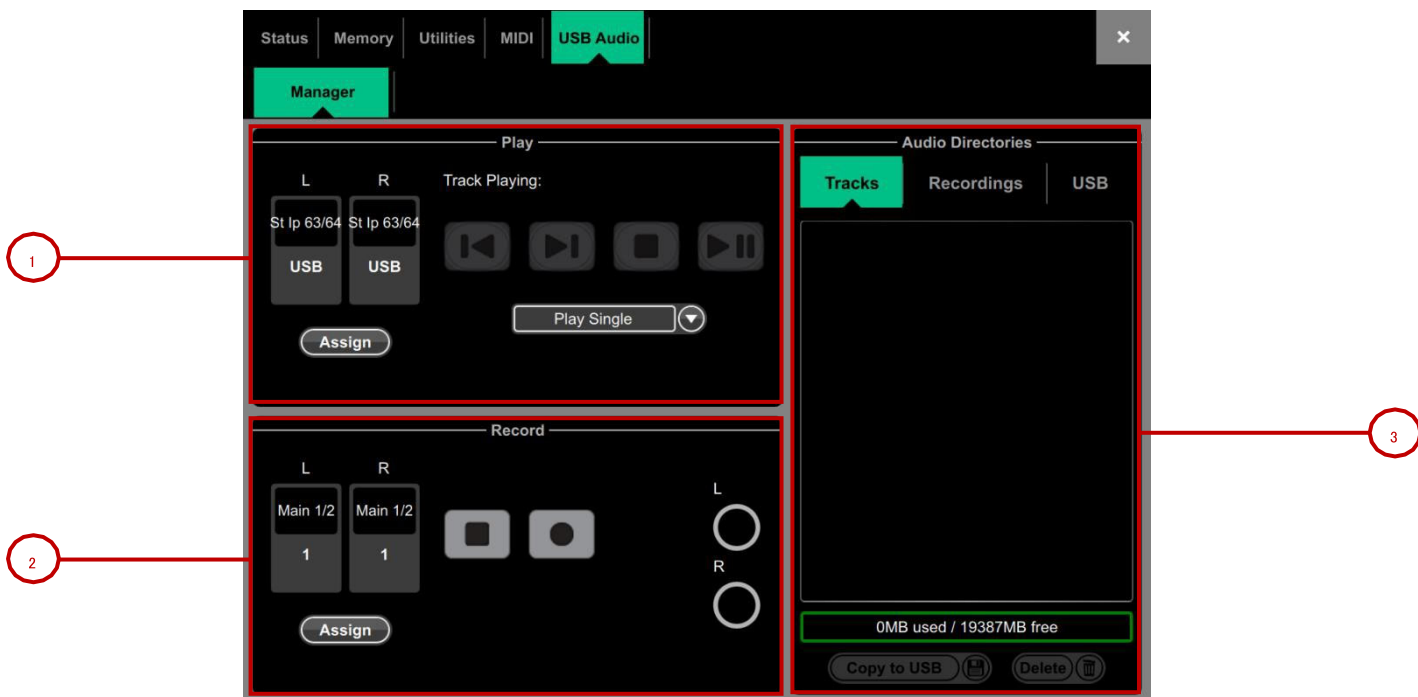 Status Memory Utilities MIDI USB Audio ×
Manager
Play
L R Track Playing:
St Ip 63/64 St Ip 63/64
USB USB
Play Single
Assign
Record
L R
Main 1/2 Main 1/2
1 1
L
R
Assign
Audio Directories
Tracks Recordings USB
0MB used / 19387MB free
Copy to USB Delete
1
2
3